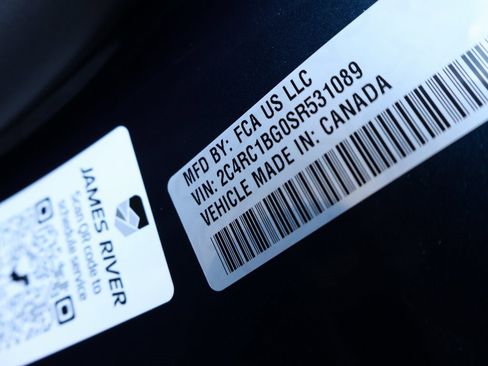 MFD BY: FCA US LLC
VIN: 2C4RC1BG0SR531089
VEHICLE MADE IN: CANADA
JAMES RIVER
Scan QR code to
schedule service